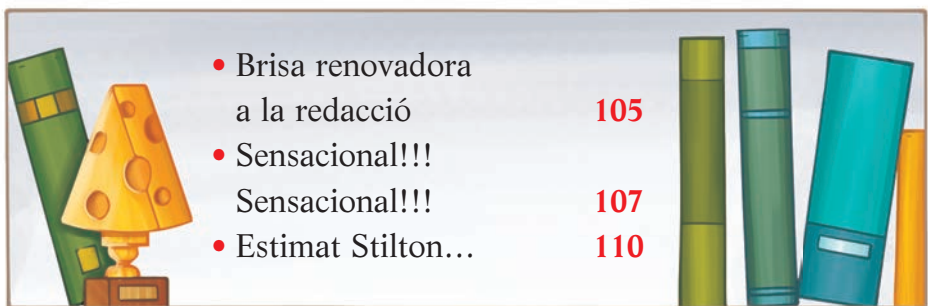 • Brisa renovadora
a la redacció 105
• Sensacional!!!
Sensacional!!! 107
• Estimat Stilton... 110